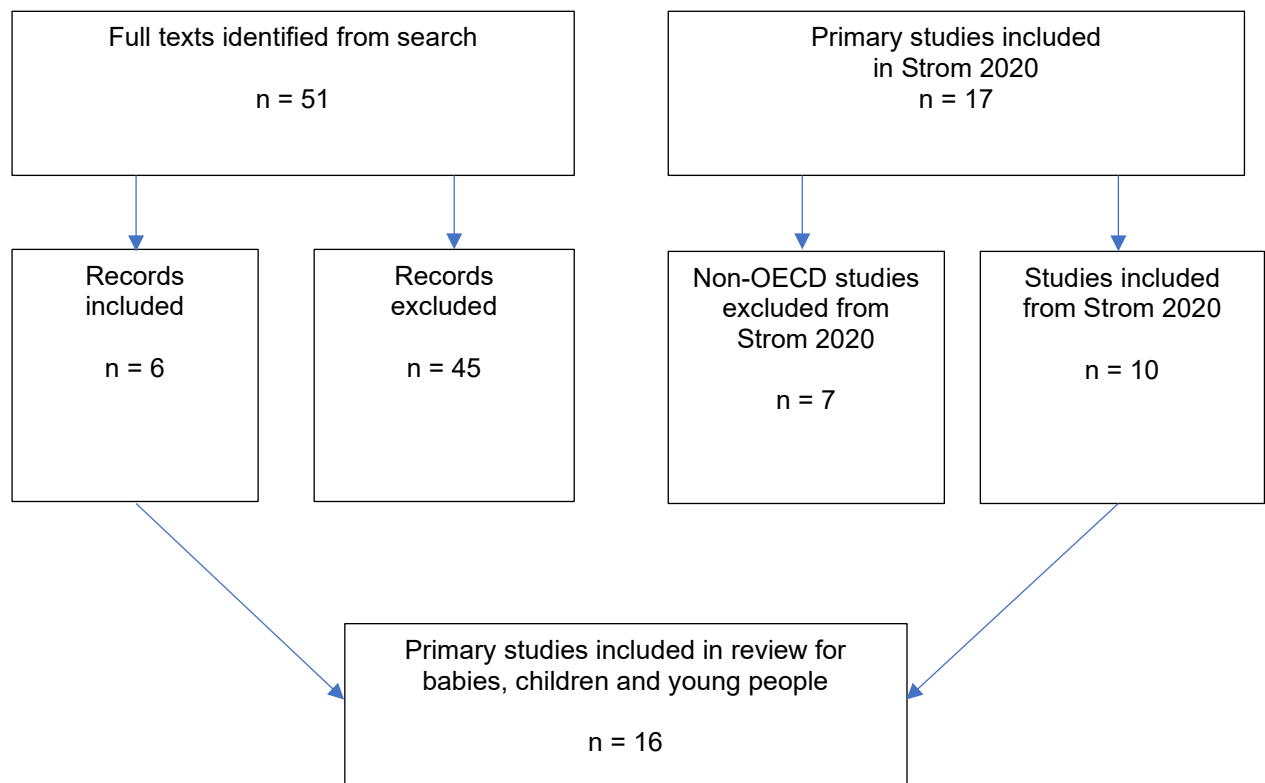 Full texts identified from search
n = 51
Primary studies included
in Strom 2020
n = 17
Records
included
n = 6
Records
excluded
n = 45
Non-OECD studies
excluded from
Strom 2020
n = 7
Studies included
from Strom 2020
n = 10
Primary studies included in review for
babies, children and young people
n = 16